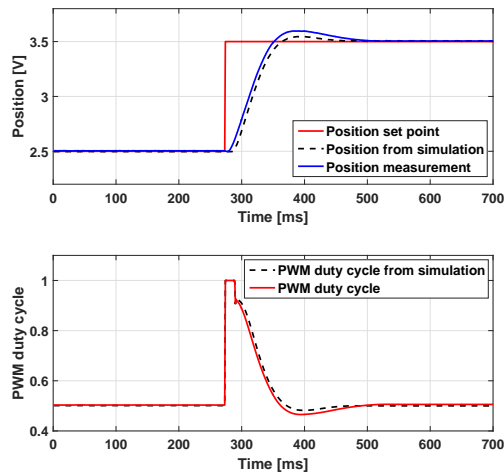 3.5
2.5
Position [V]
Position set point
Position from simulation
Position measurement
0 100 200 300 400 500 600 700
Time [ms]
1
0.8
0.6
0.4
PWM duty cycle
PWM duty cycle from simulation
PWM duty cycle
0 100 200 300 400 500 600 700
Time [ms]